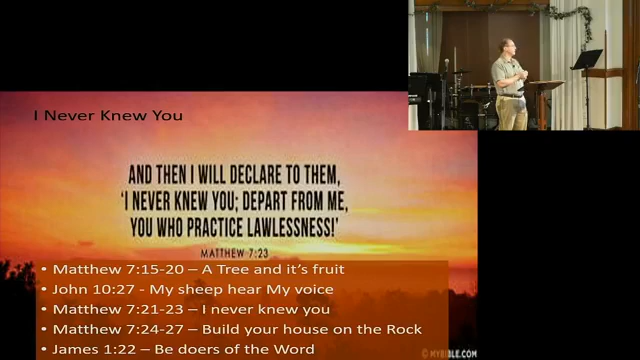 I Never Knew You
AND THEN I WILL DECLARE TO THEM,
'I NEVER KNEW YOU; DEPART FROM ME,
YOU WHO PRACTICE LAWLESSNESS!'
MATTHEW 7:23
• Matthew 7:15-20 – A Tree and it's fruit
• John 10:27 - My sheep hear My voice
• Matthew 7:21-23 – I never knew you
• Matthew 7:24-27 – Build your house on the Rock
• James 1:22 – Be doers of the Word
© MYBIBLE.COM